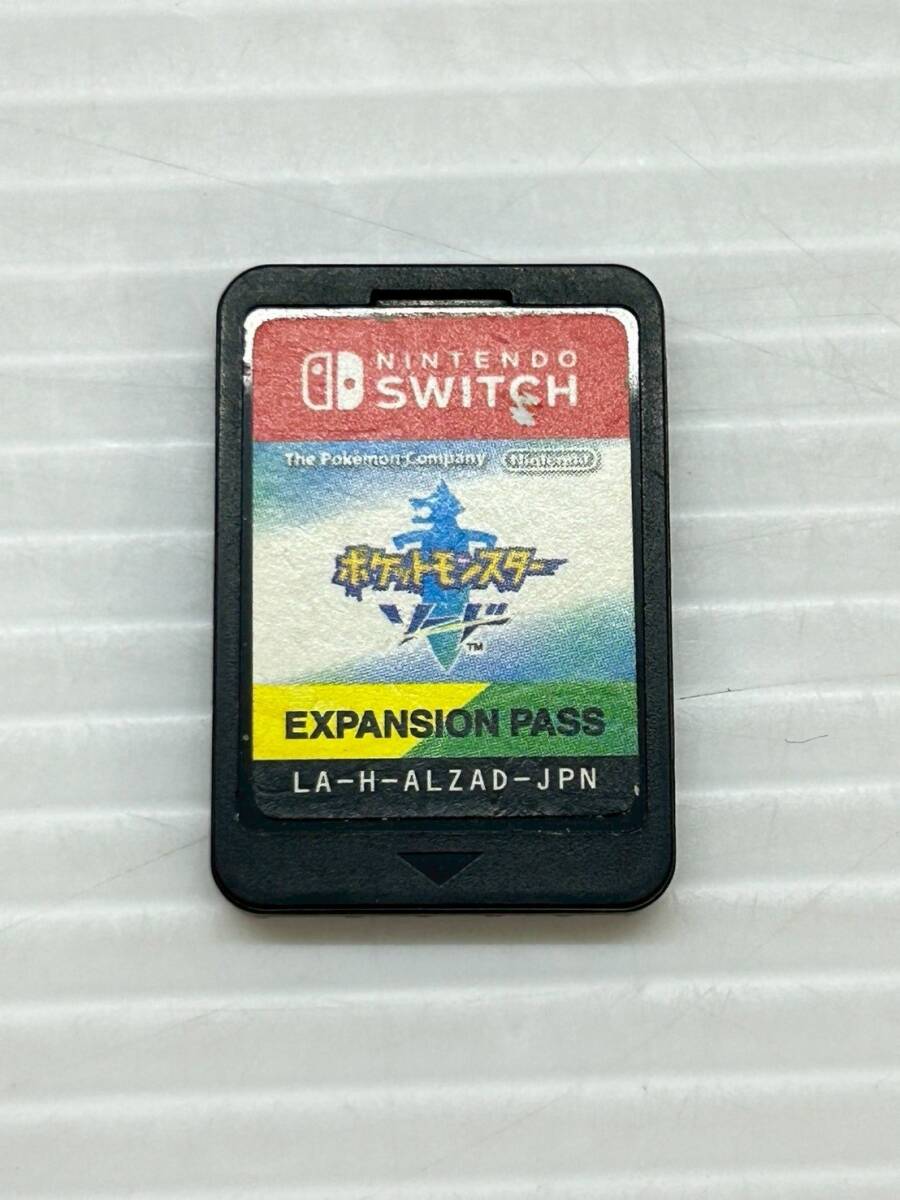 NINTENDO
SWITCH
The Pokémon Company Nintendo
ポケットモンスター
ソード TM
EXPANSION PASS
LA-H-ALZAD-JPN